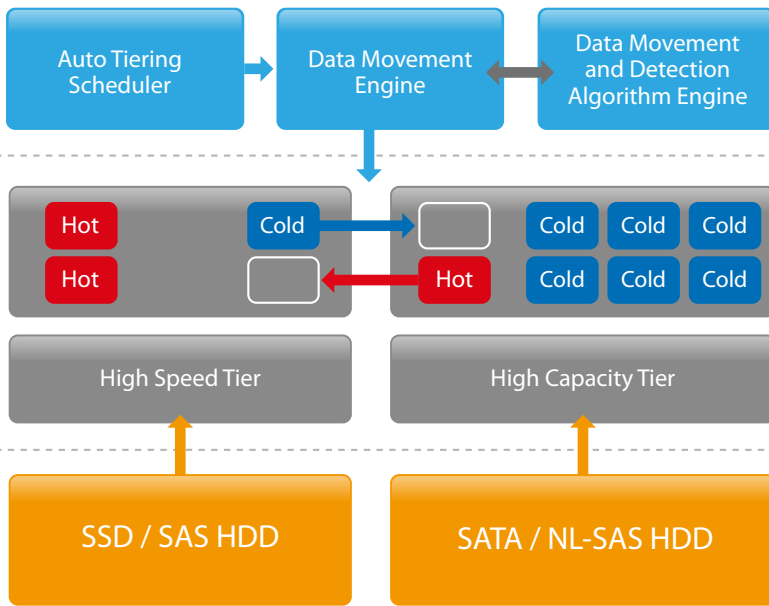 Auto Tiering
Scheduler
Data Movement
Engine
Data Movement
and Detection
Algorithm Engine
Hot
Cold
Cold
Cold
Cold
Hot
Hot
Cold
Cold
Cold
High Speed Tier
High Capacity Tier
SSD / SAS HDD
SATA / NL-SAS HDD